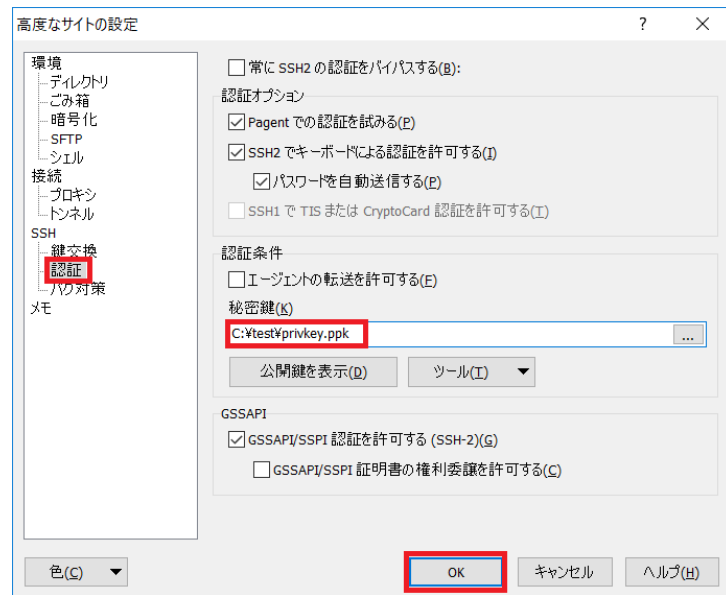 高度なサイトの設定
?
環境
ディレクトリ
ごみ箱
暗号化
SFTP
シェル
接続
プロキシ
トンネル
SSH
鍵交換
認証
バグ対策
メモ
常に SSH2 の認証をバイパスする(B):
認証オプション
Pagent での認証を試みる(P)
SSH2 でキーボードによる認証を許可する(I)
パスワードを自動送信する(P)
SSH1 で TIS または CryptoCard 認証を許可する(T)
認証条件
エージェントの転送を許可する(F)
秘密鍵(K)
C:¥test¥privkey.ppk
...
公開鍵を表示(D)
ツール(T)
GSSAPI
GSSAPI/SSPI 認証を許可する (SSH-2)(G)
GSSAPI/SSPI 証明書の権利委譲を許可する(C)
色(C)
OK
キャンセル
ヘルプ(H)